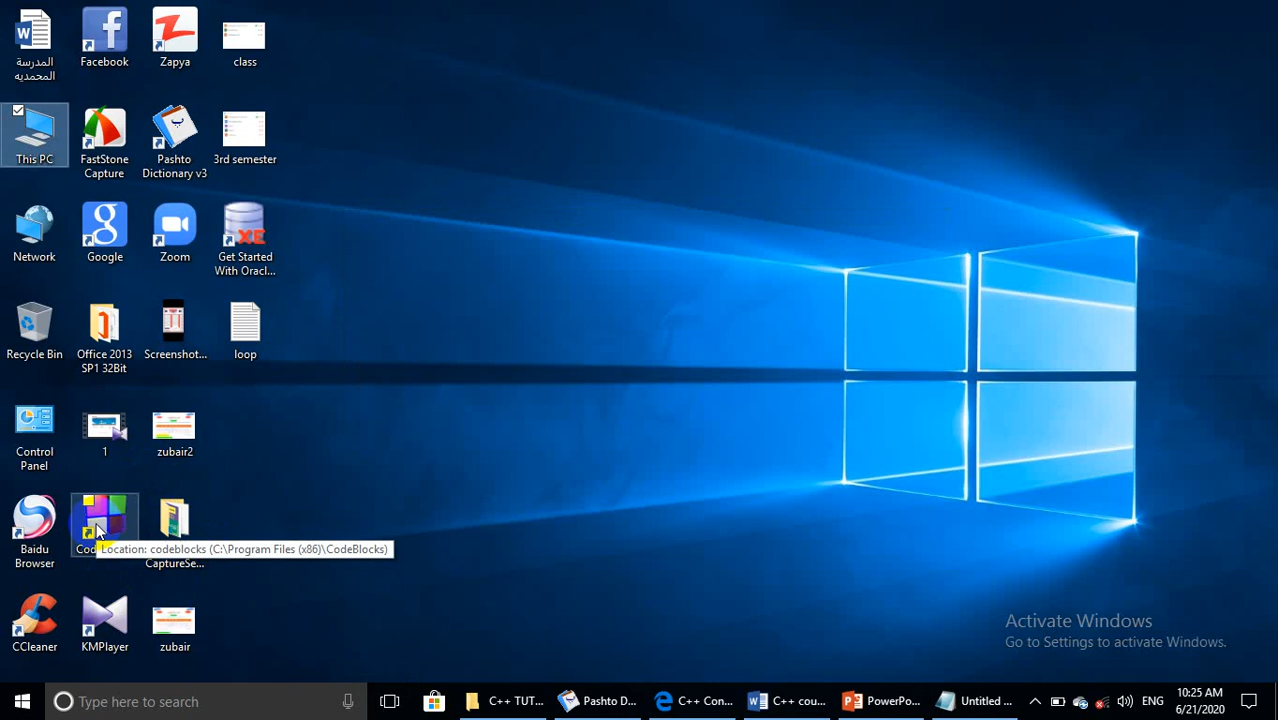 المدرسة
المحمديه
Facebook
Zapya
class
This PC
FastStone
Capture
Pashto
Dictionary v3
3rd semester
Network
Google
Zoom
XE
Get Started
With Oracl...
Recycle Bin
Office 2013
SP1 32Bit
Screenshot...
loop
Control
Panel
1
zubair2
Baidu
Browser
Location: codeblocks (C:\Program Files (x86)\CodeBlocks)
CaptureSe...
CCleaner
KMPlayer
zubair
Activate Windows
Go to Settings to activate Windows.
Type here to search
C++ TUT...
Pashto D...
C++ Con...
C++ cou...
PowerPo...
Untitled ...
ENG
10:25 AM
6/21/2020